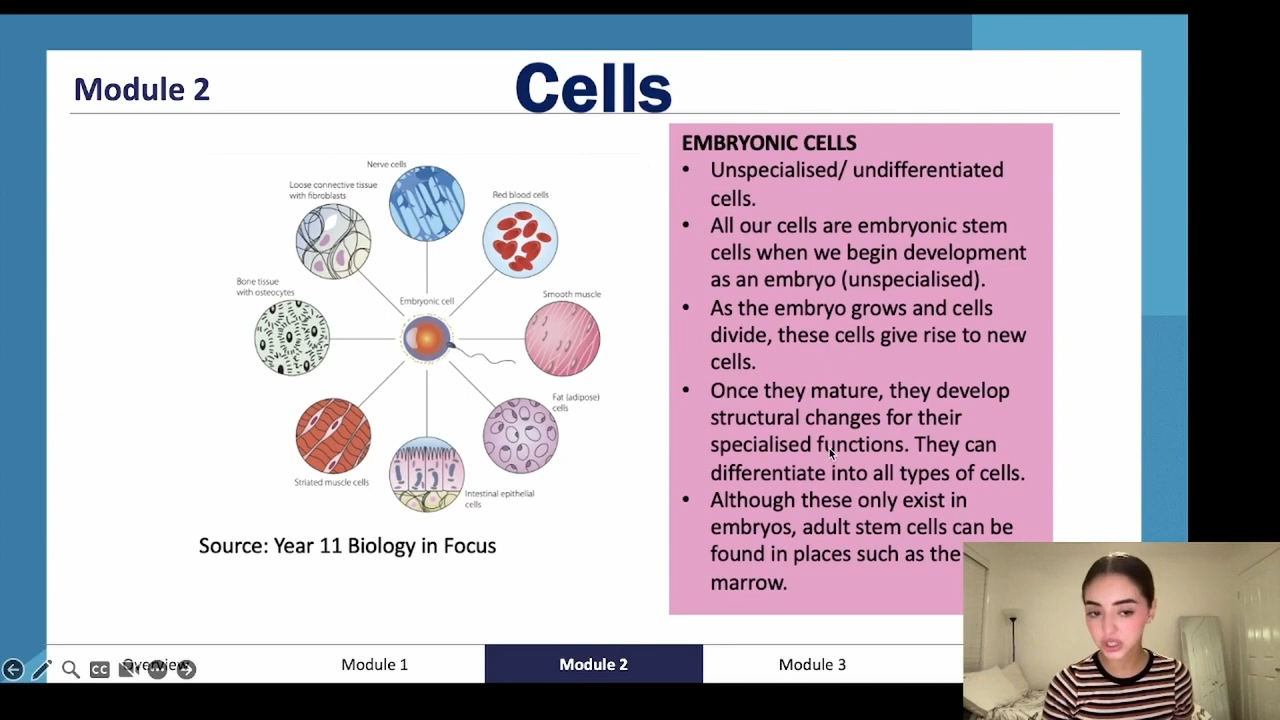 Module 2
Cells
Nerve cells
Loose connective tissue
with fibroblasts
Red blood cells
Bone tissue
with osteocytes
Embryonic cell
Smooth muscle
Fat (adipose)
cells
Striated muscle cells
Intestinal epithelial
cells
Source: Year 11 Biology in Focus
EMBRYONIC CELLS
• Unspecialised/ undifferentiated
cells.
• All our cells are embryonic stem
cells when we begin development
as an embryo (unspecialised).
• As the embryo grows and cells
divide, these cells give rise to new
cells.
• Once they mature, they develop
structural changes for their
specialised functions. They can
differentiate into all types of cells.
• Although these only exist in
embryos, adult stem cells can be
found in places such as the
marrow.
CC
Overview
Module 1
Module 2
Module 3